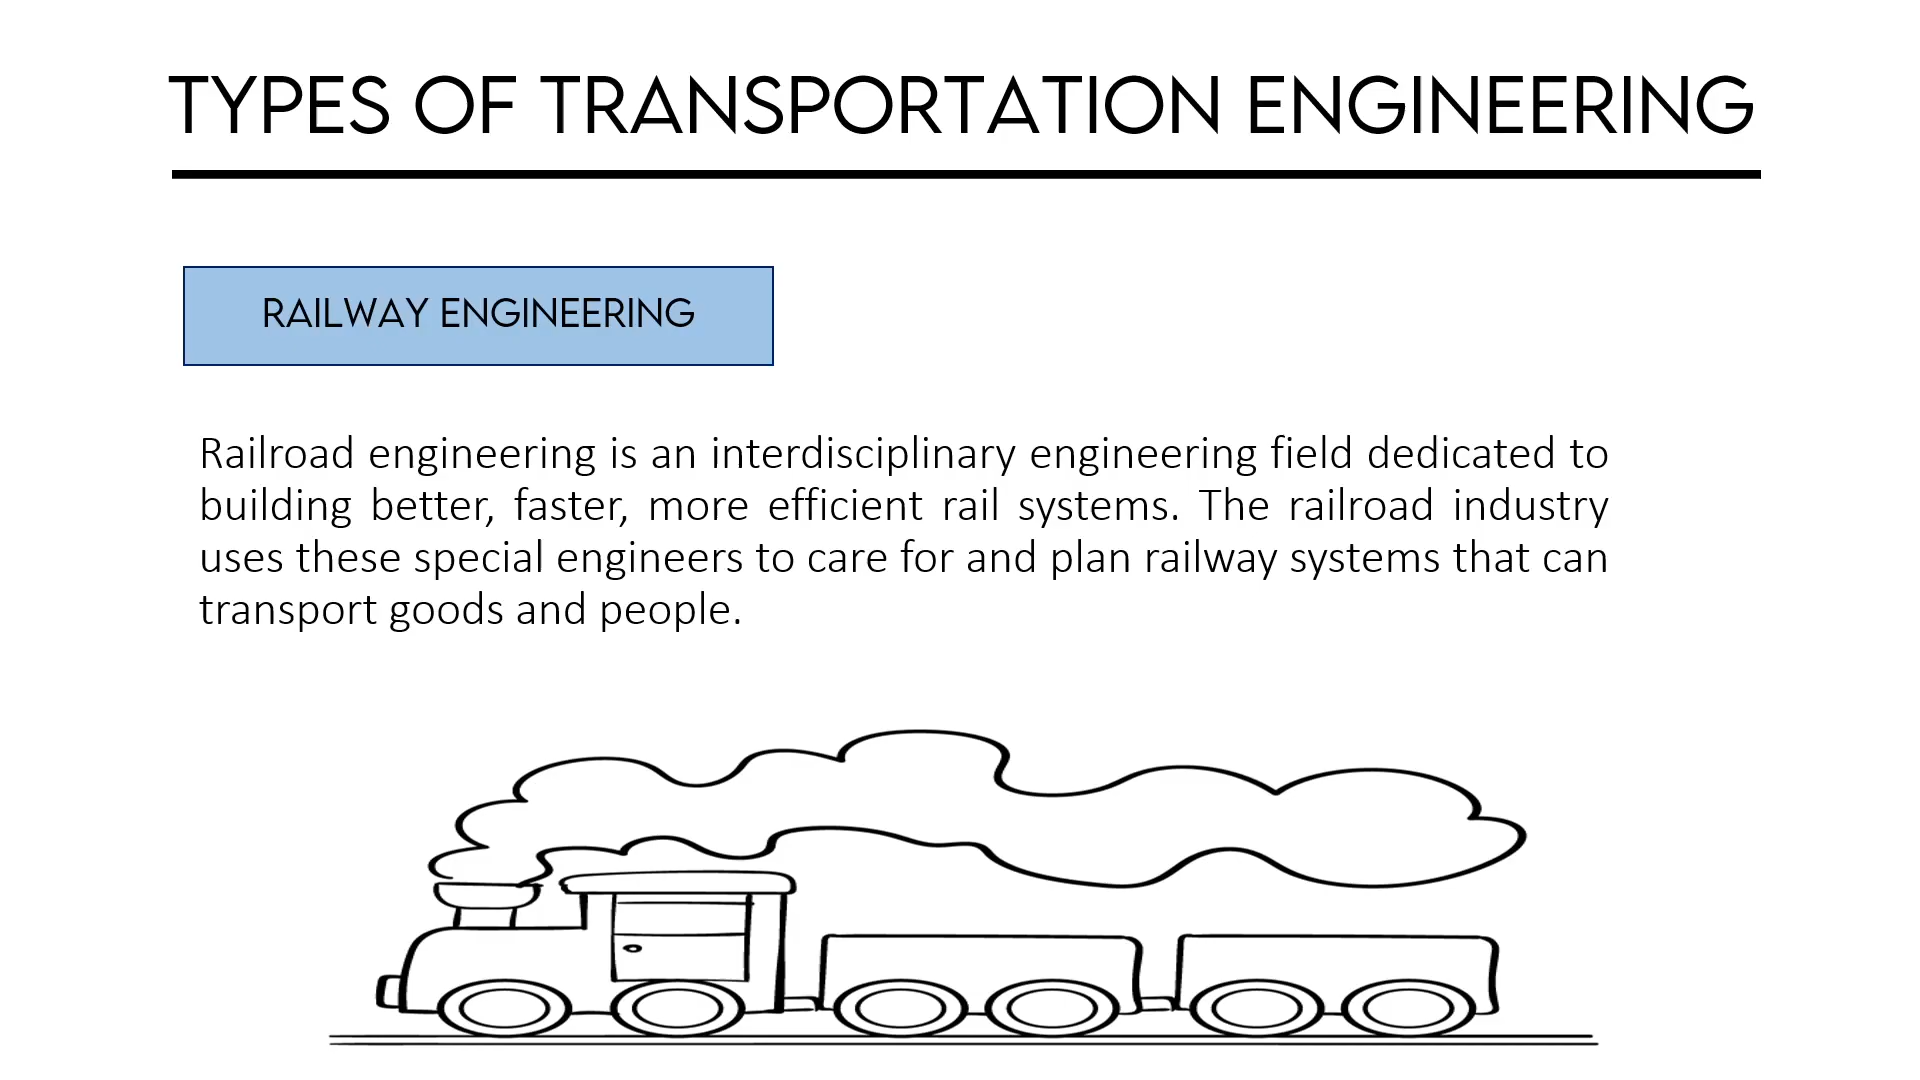 TYPES OF TRANSPORTATION ENGINEERING
RAILWAY ENGINEERING
Railroad engineering is an interdisciplinary engineering field dedicated to
building better, faster, more efficient rail systems. The railroad industry
uses these special engineers to care for and plan railway systems that can
transport goods and people.